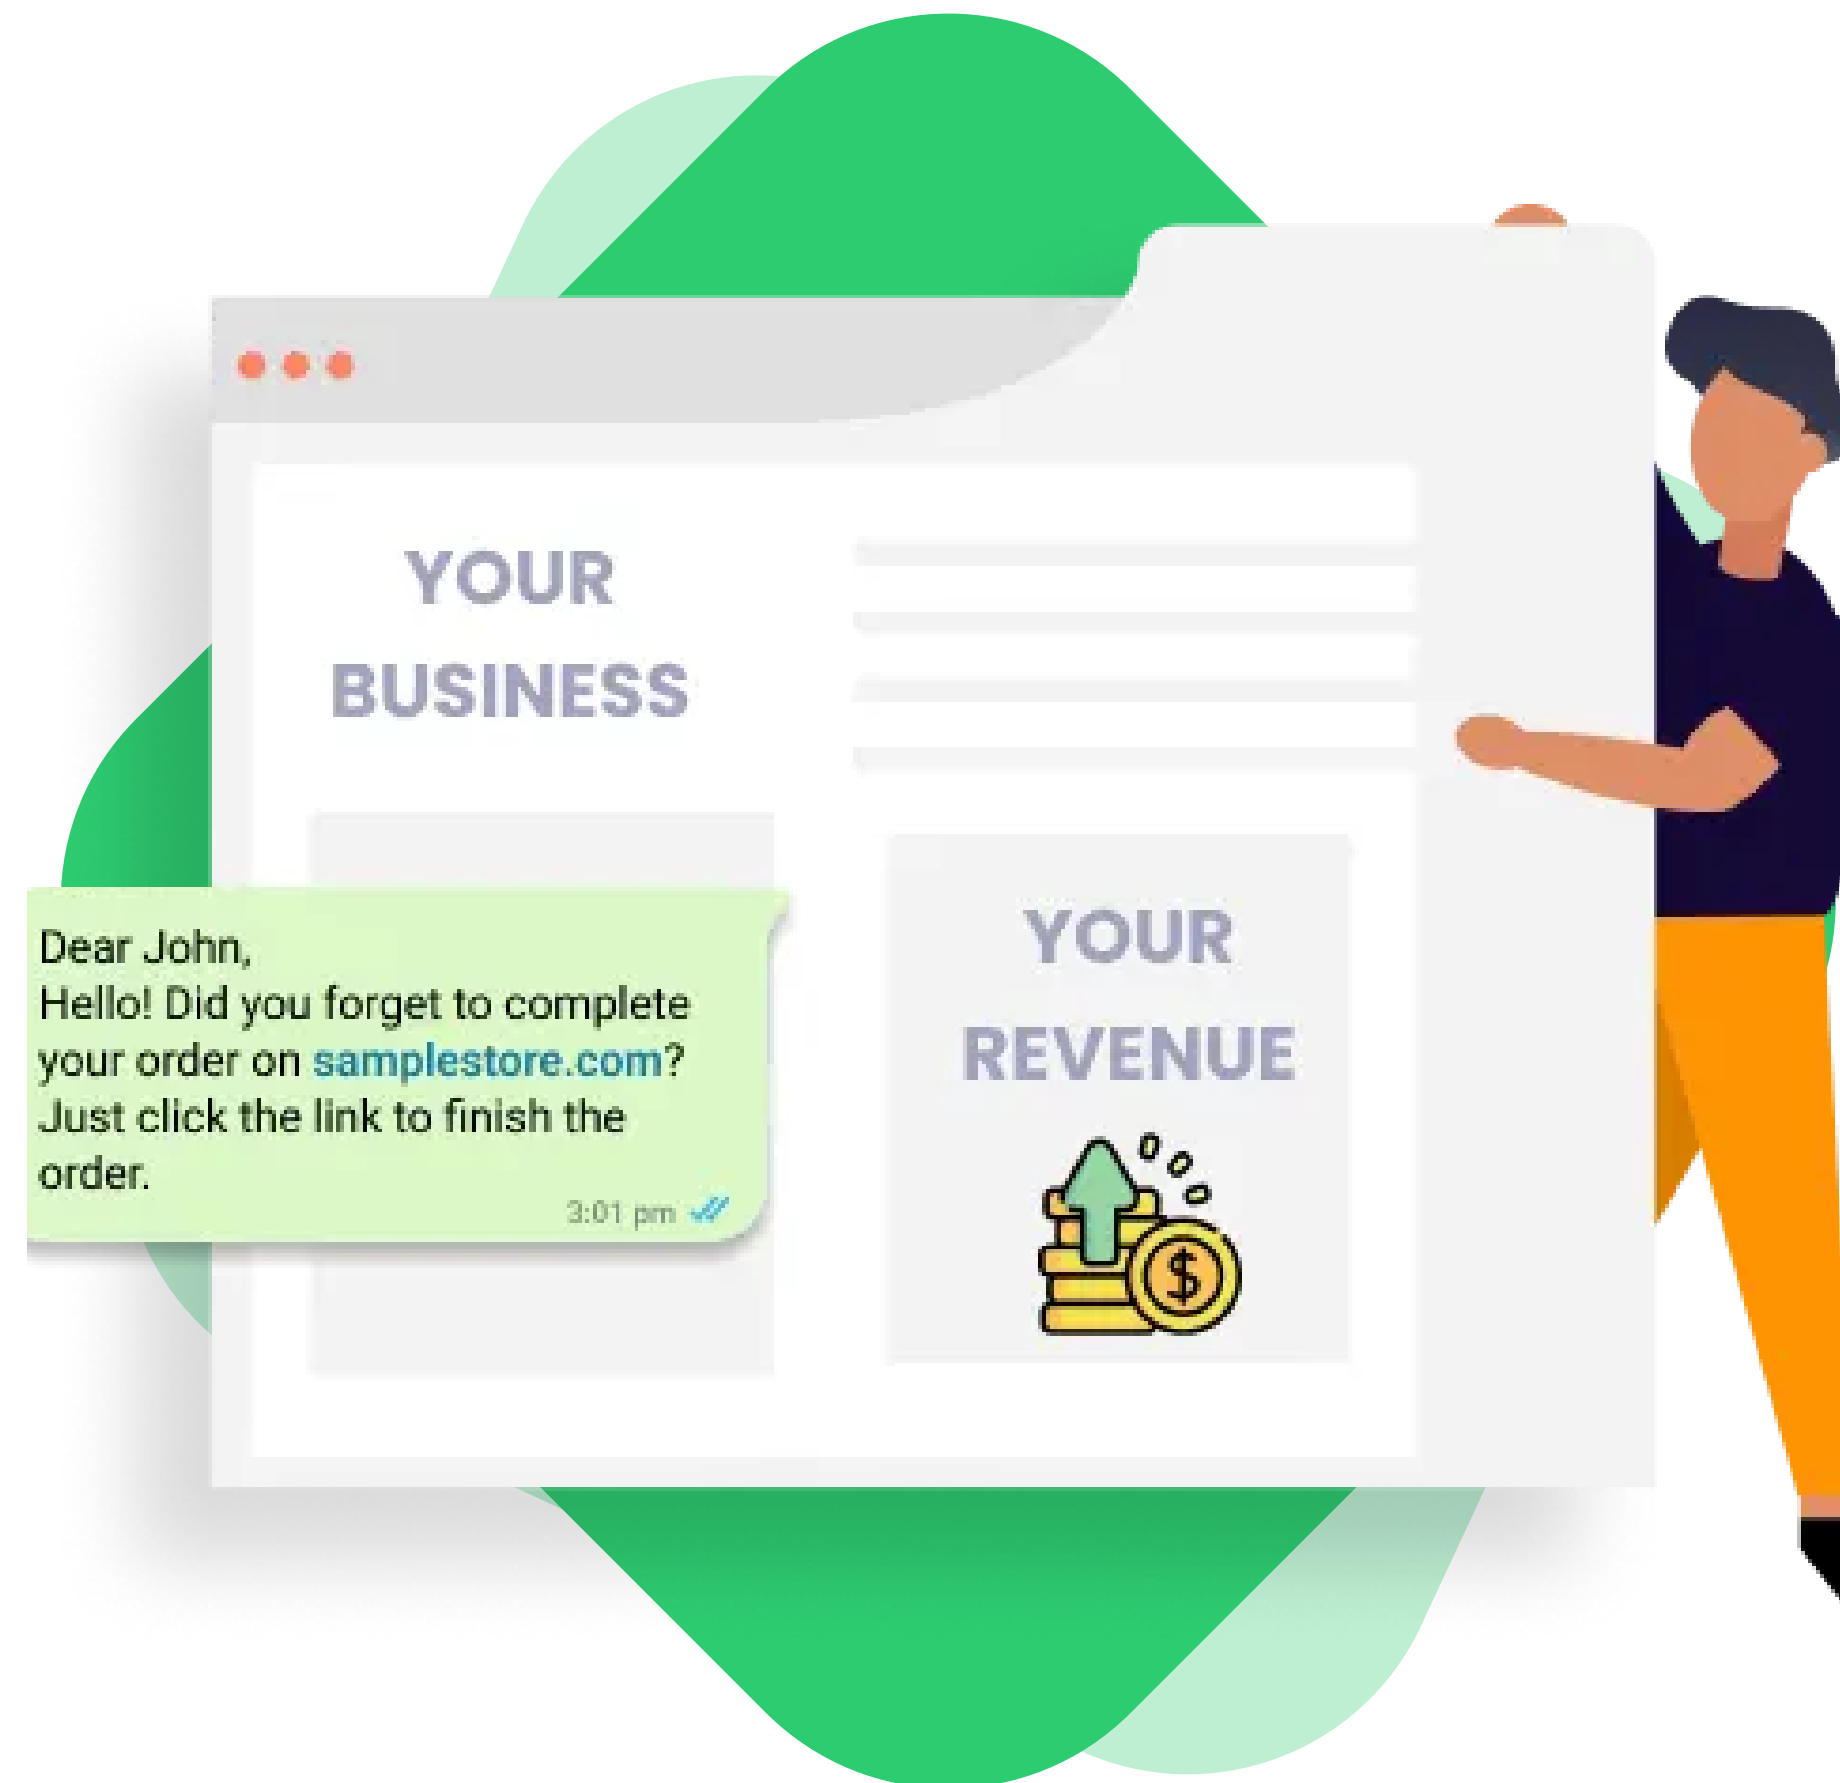 YOUR
BUSINESS
Dear John,
Hello! Did you forget to complete
your order on samplestore.com?
Just click the link to finish the
order.
3:01 pm
YOUR
REVENUE
$